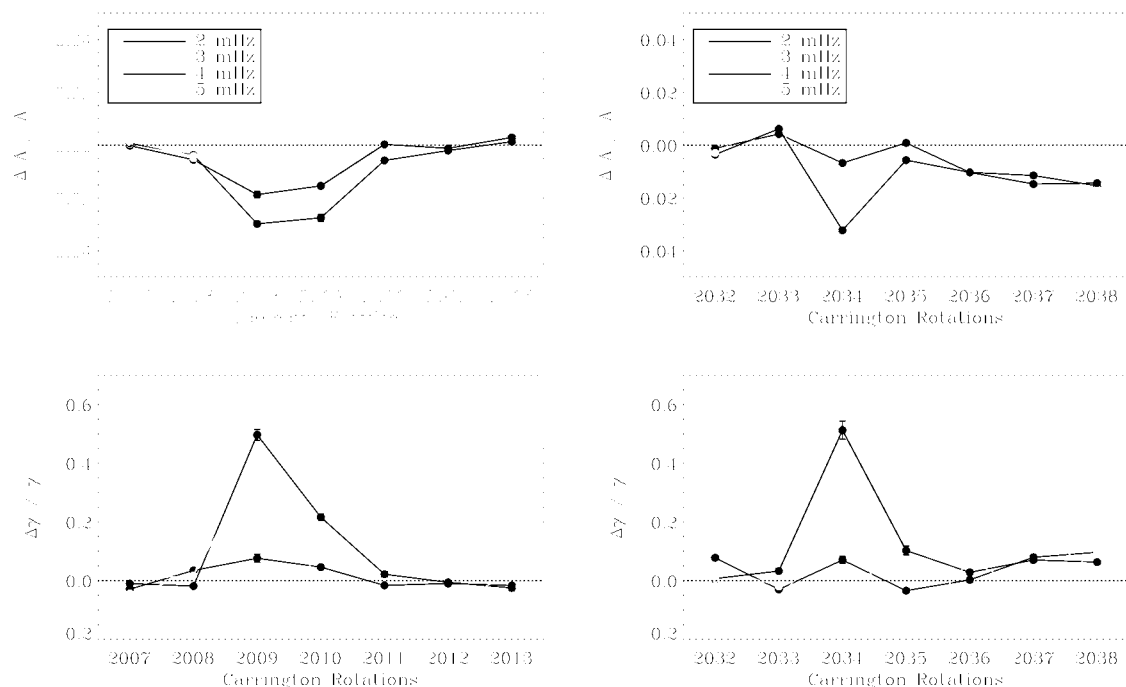 2 mHz
3 mHz
4 mHz
5 mHz
Δ A A
2 mHz
3 mHz
4 mHz
5 mHz
0.04
0.02
0.00
0.02
0.04
Δ A A
2032 2033 2034 2035 2036 2037 2038
Carrington Rotations
0.6
0.4
0.2
0.0
0.2
Δγ / γ
2007 2008 2009 2010 2011 2012 2013
Carrington Rotations
0.6
0.4
0.2
0.0
0.2
Δγ / γ
2032 2033 2034 2035 2036 2037 2038
Carrington Rotations